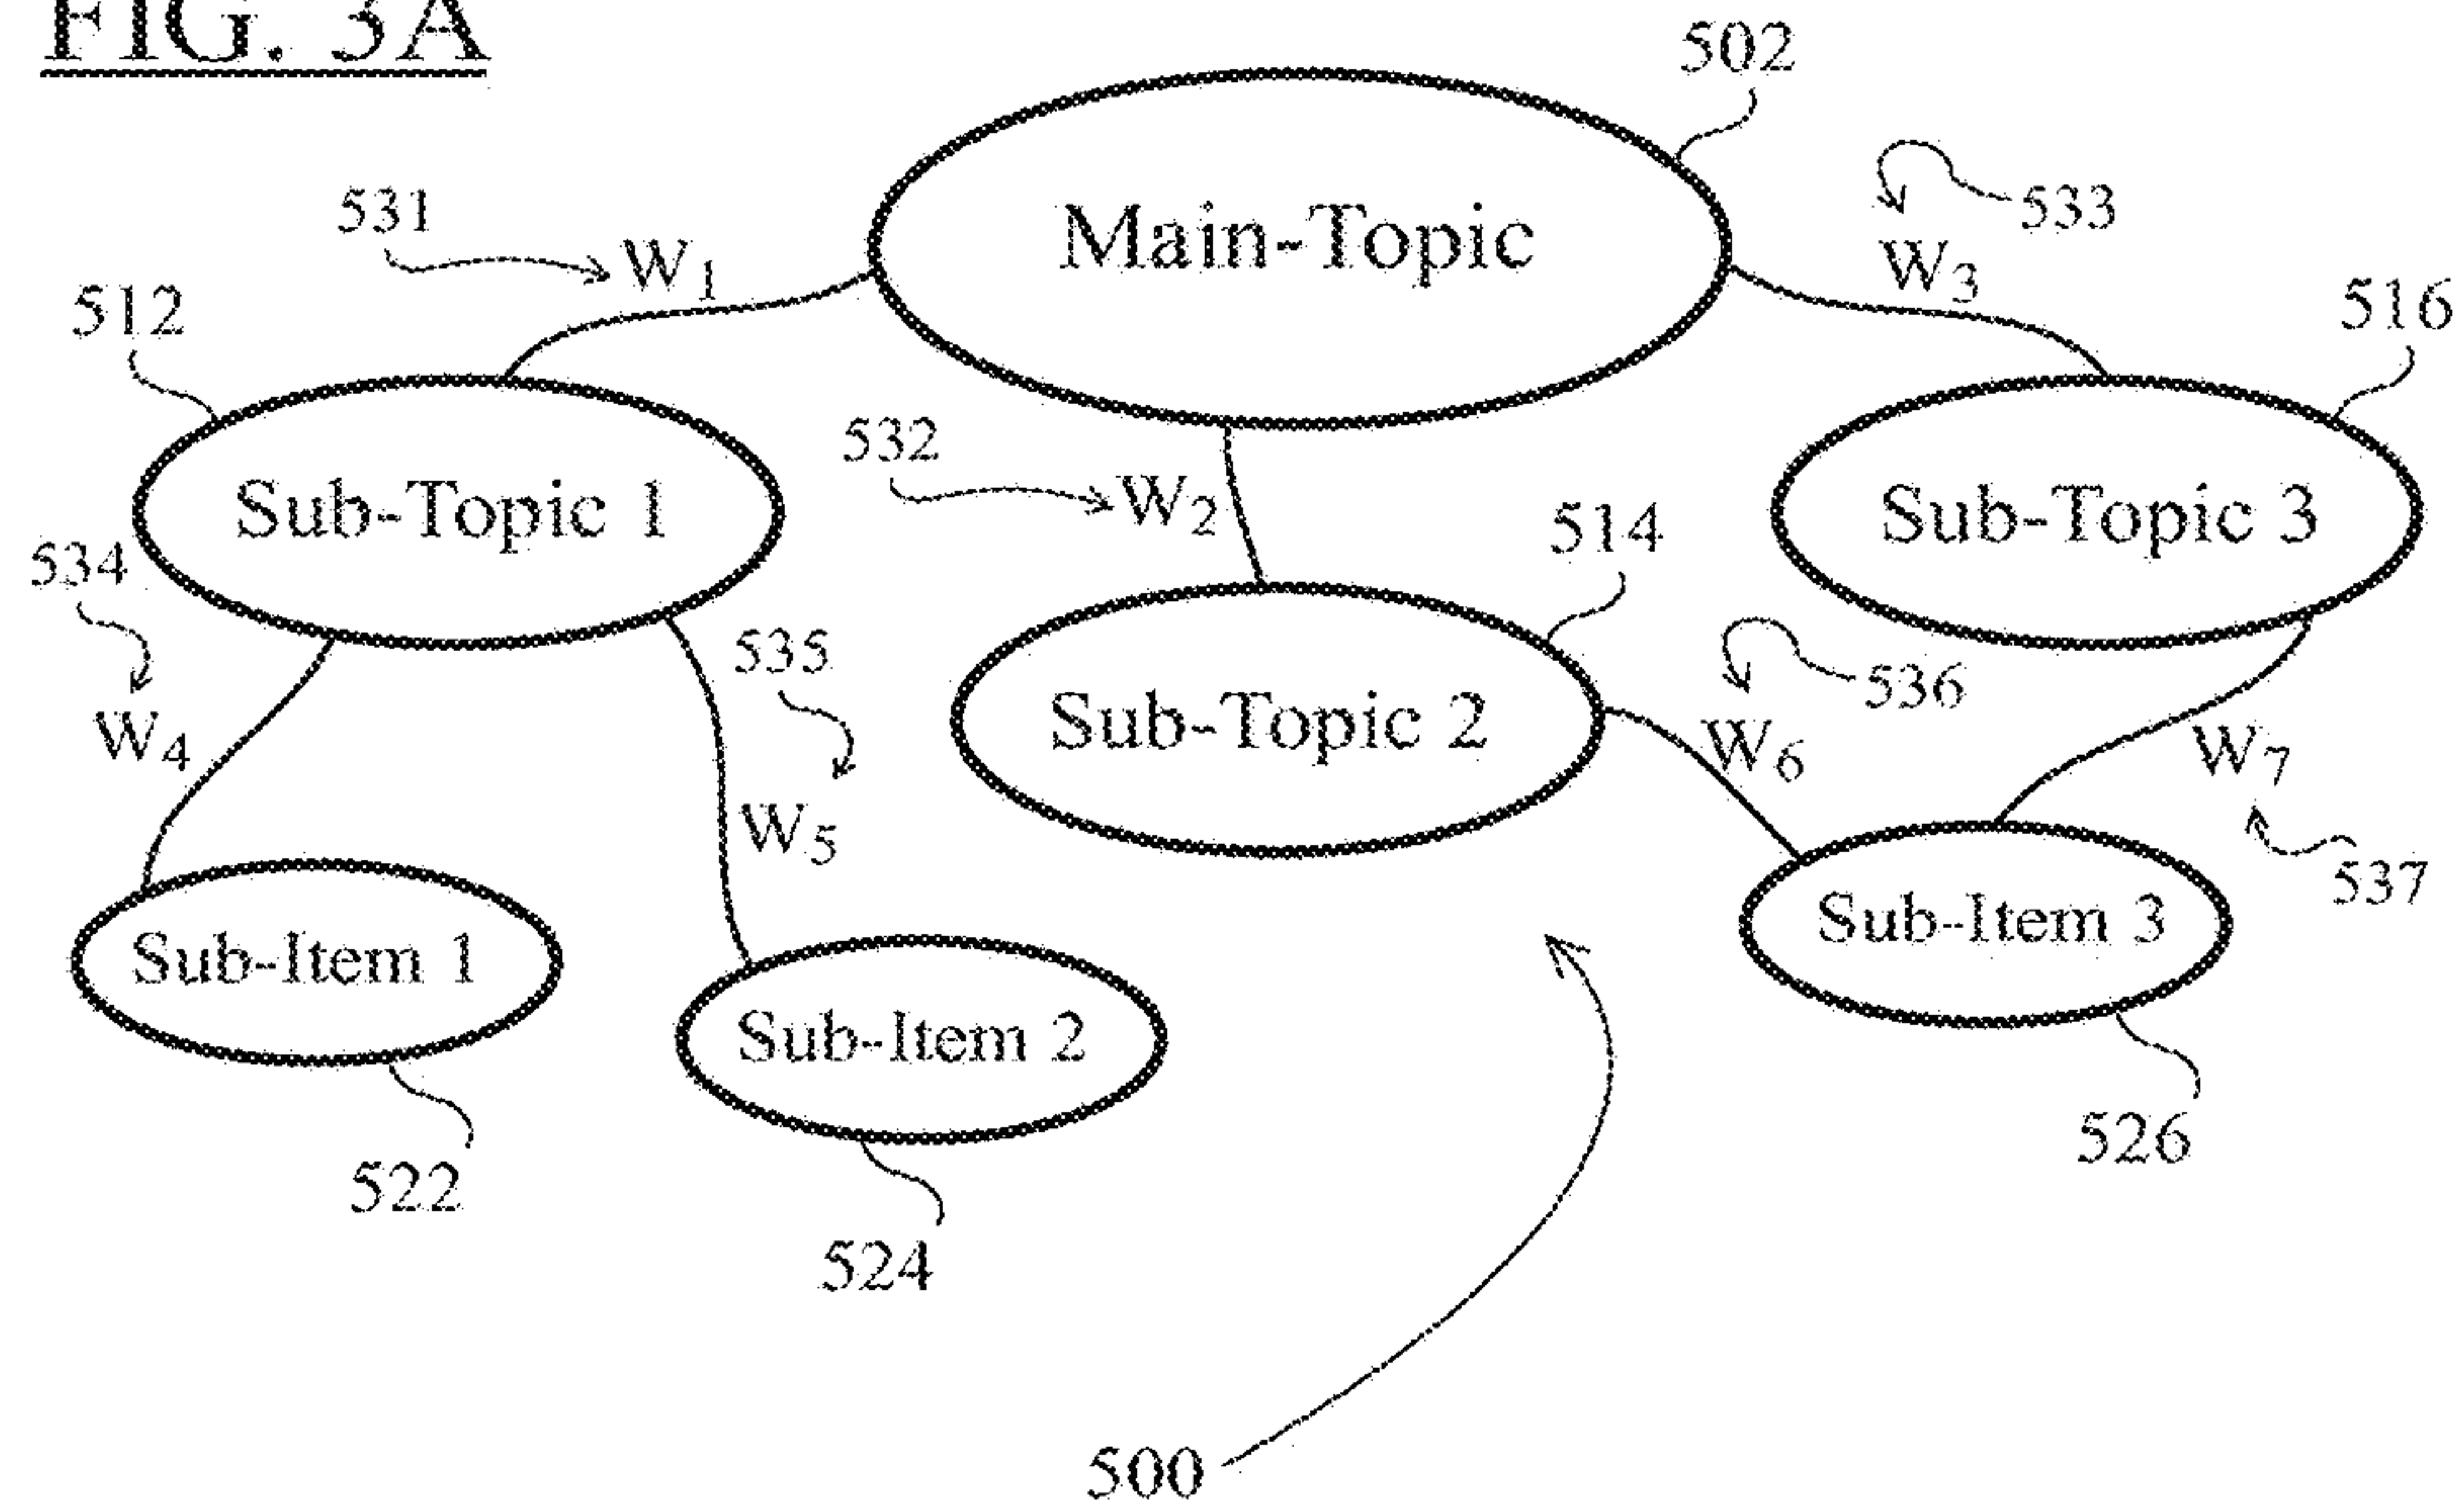 FIG. 3A
502
Main-Topic
531
W1
533
W3
512
516
Sub-Topic 1
532
W2
Sub-Topic 3
514
534
W4
535
W5
Sub-Topic 2
536
W6
W7
537
Sub-Item 1
Sub-Item 2
Sub-Item 3
522
524
526
500